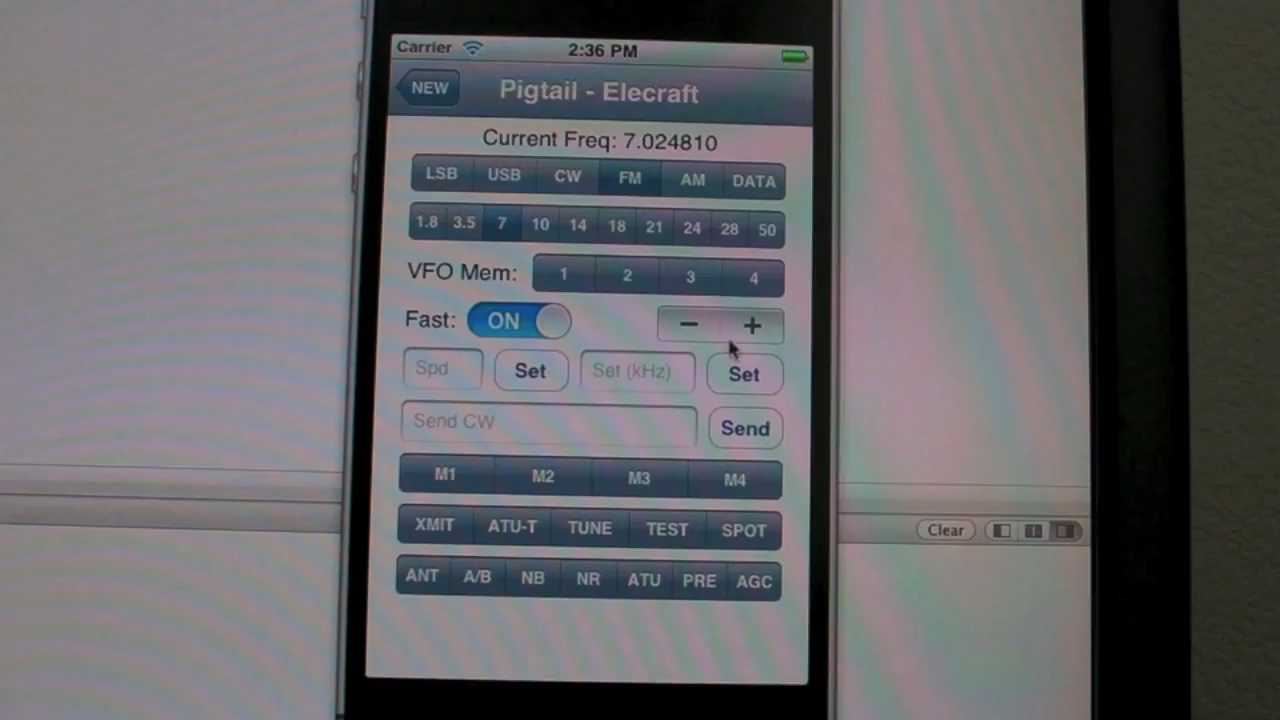 Carrier 2:36 PM
NEW Pigtail - Elecraft
Current Freq: 7.024810
LSB USB CW FM AM DATA
1.8 3.5 7 10 14 18 21 24 28 50
VFO Mem: 1 2 3 4
Fast: ON − +
Spd Set Set (kHz) Set
Send CW Send
M1 M2 M3 M4
XMIT ATU-T TUNE TEST SPOT
Clear
ANT A/B NB NR ATU PRE AGC